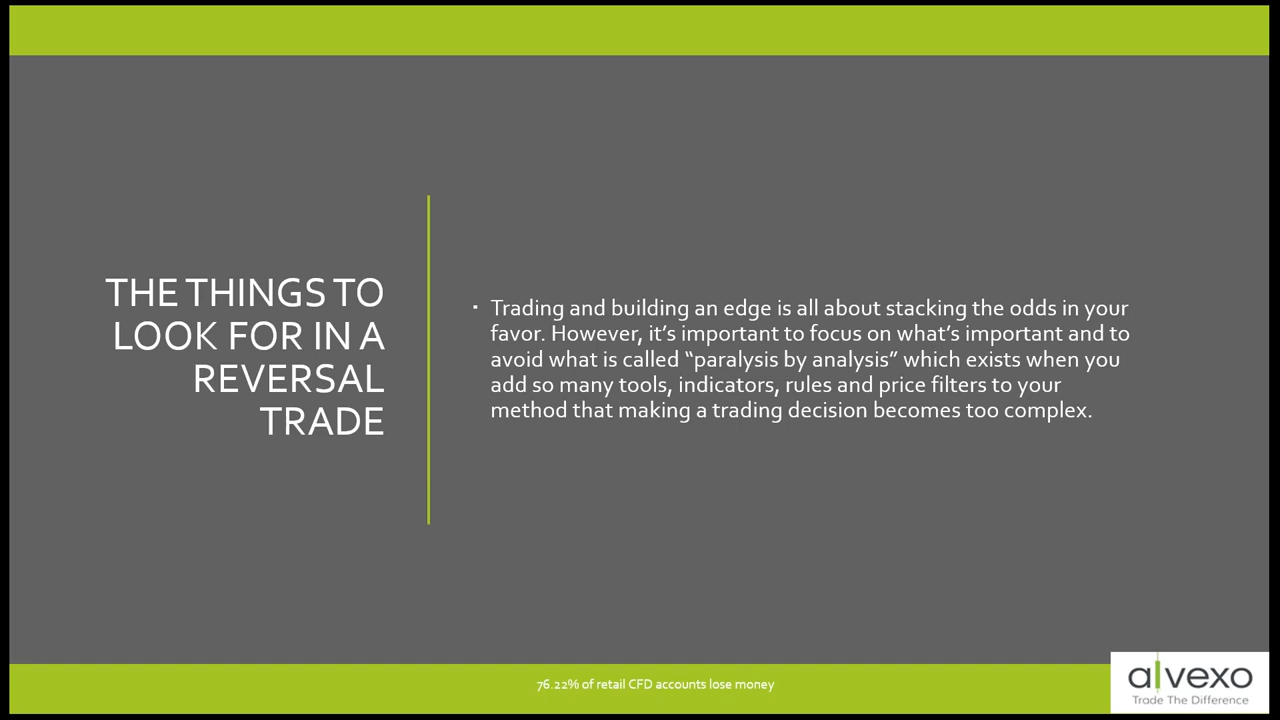 THE THINGS TO
LOOK FOR IN A
REVERSAL
TRADE
▪ Trading and building an edge is all about stacking the odds in your
favor. However, it’s important to focus on what’s important and to
avoid what is called “paralysis by analysis” which exists when you
add so many tools, indicators, rules and price filters to your
method that making a trading decision becomes too complex.
76.22% of retail CFD accounts lose money
alvexo
Trade The Difference